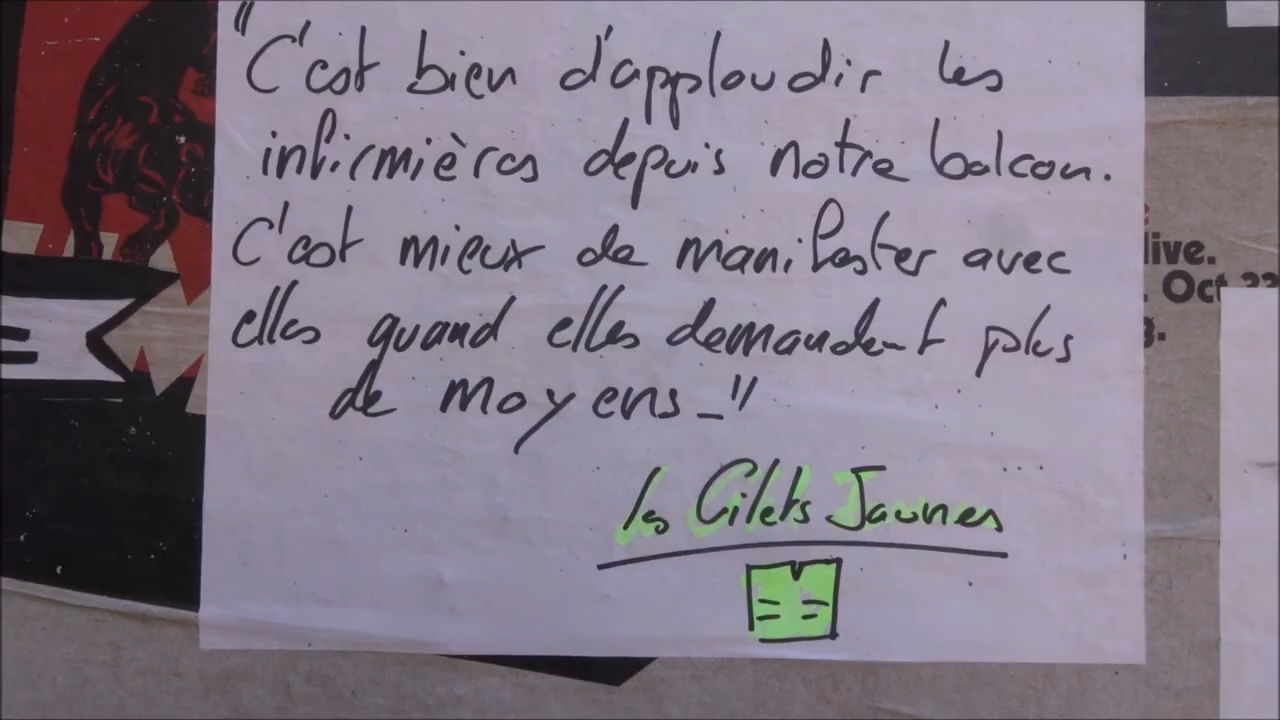 "C'est bien d'applaudir les
infirmières depuis notre balcon.
C'est mieux de manifester avec
elles quand elles demandent plus
de moyens_"
les Gilets Jaunes
live.
Oct